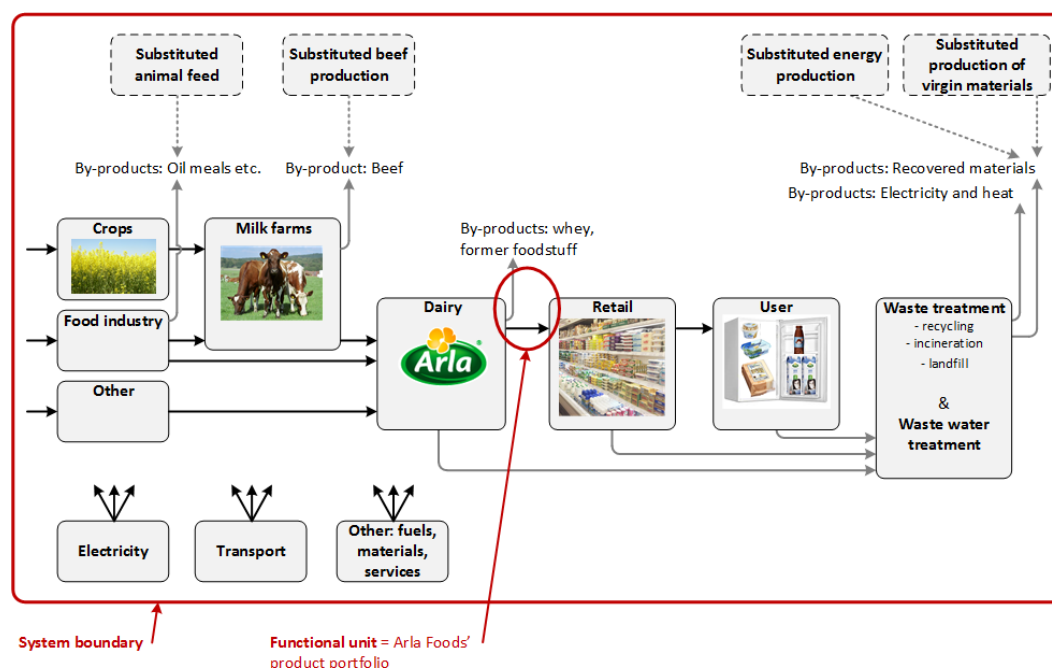 Substituted
animal feed
Substituted beef
production
Substituted energy
production
Substituted
production of
virgin materials
By-products: Oil meals etc.
By-product: Beef
By-products: Recovered materials
By-products: Electricity and heat
Crops
Milk farms
By-products: whey,
former foodstuff
Food industry
Dairy
Arla
Retail
User
Waste treatment
- recycling
- incineration
- landfill
&
Waste water
treatment
Other
Electricity
Transport
Other: fuels,
materials,
services
System boundary
Functional unit = Arla Foods'
product portfolio